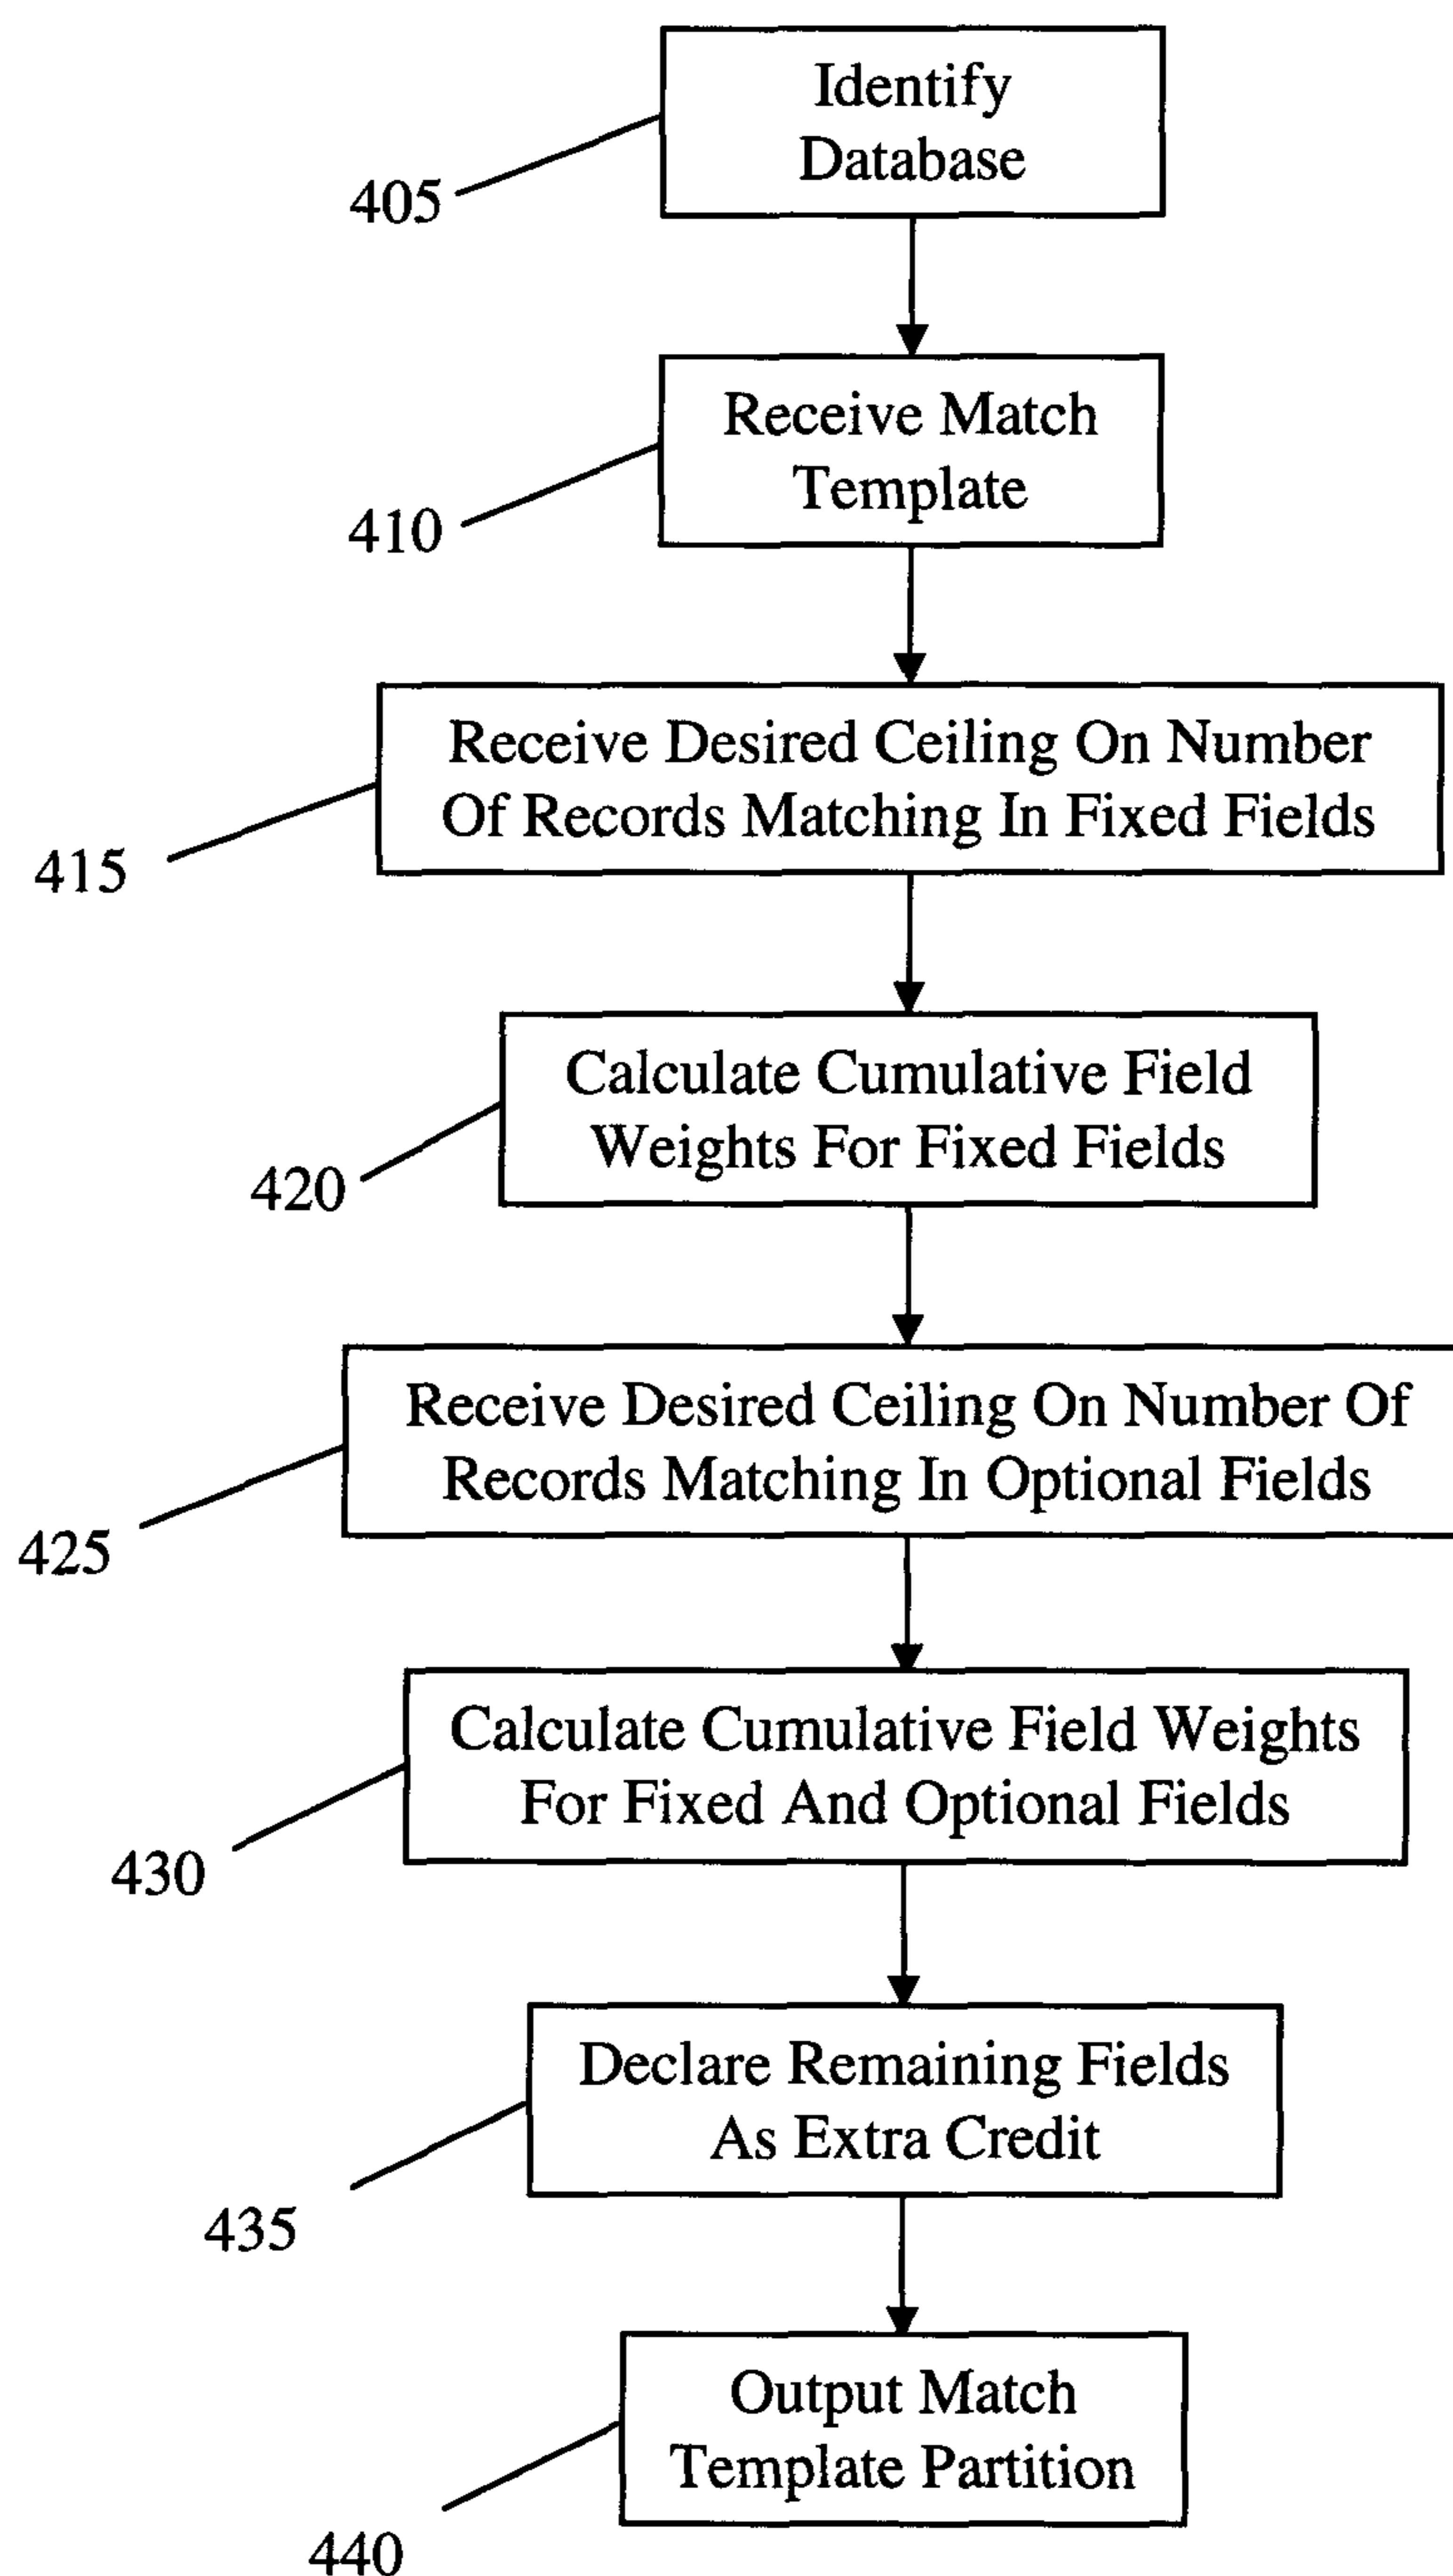 Identify
Database
405
Receive Match
Template
410
Receive Desired Ceiling On Number
Of Records Matching In Fixed Fields
415
Calculate Cumulative Field
Weights For Fixed Fields
420
Receive Desired Ceiling On Number Of
Records Matching In Optional Fields
425
Calculate Cumulative Field Weights
For Fixed And Optional Fields
430
Declare Remaining Fields
As Extra Credit
435
Output Match
Template Partition
440